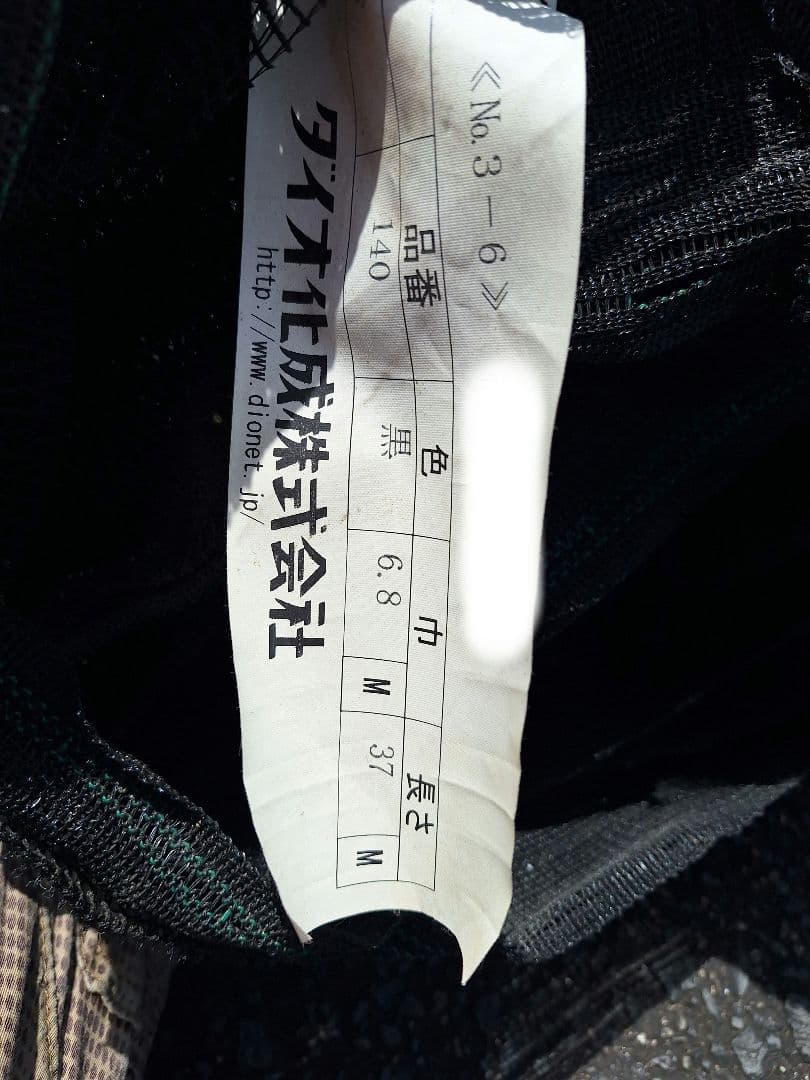 《No. 3－6》
品番 色 巾 長さ
140 黒 6.8 M 37 M
ダイオ化成株式会社
http://www.dionet.jp/